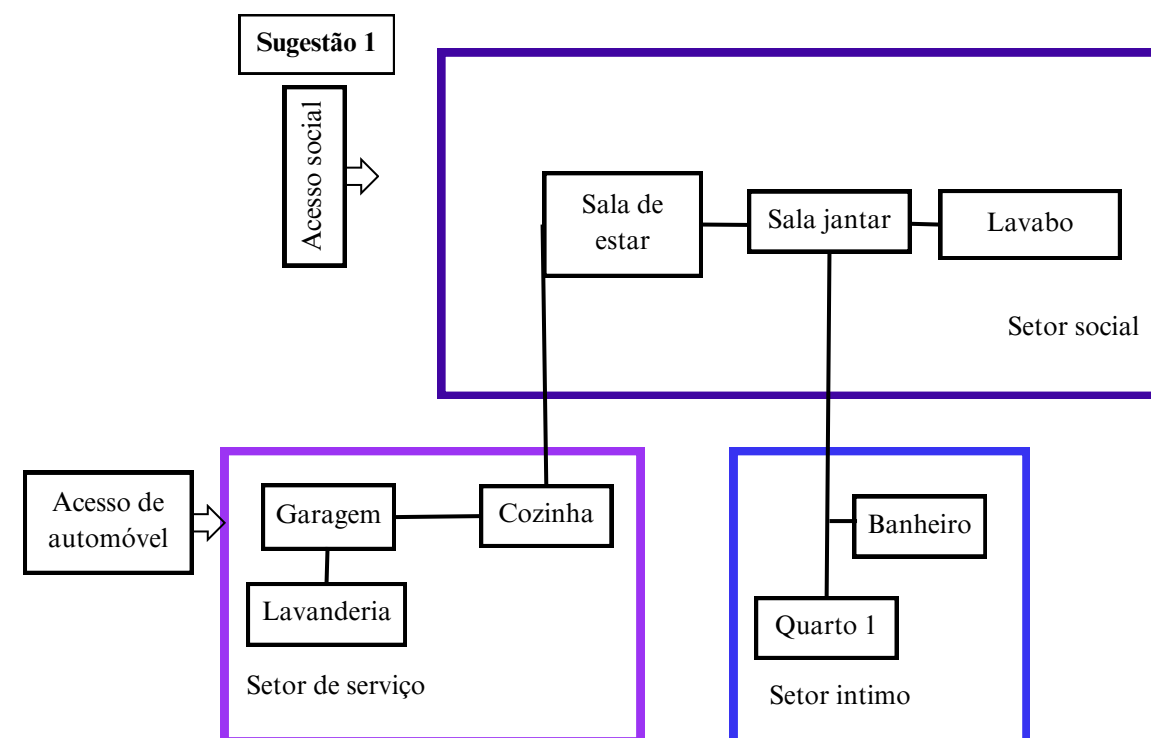 Sugestão 1
Acesso social
Sala de
estar
Sala jantar
Lavabo
Setor social
Acesso de
automóvel
Garagem
Cozinha
Lavanderia
Setor de serviço
Banheiro
Quarto 1
Setor intimo